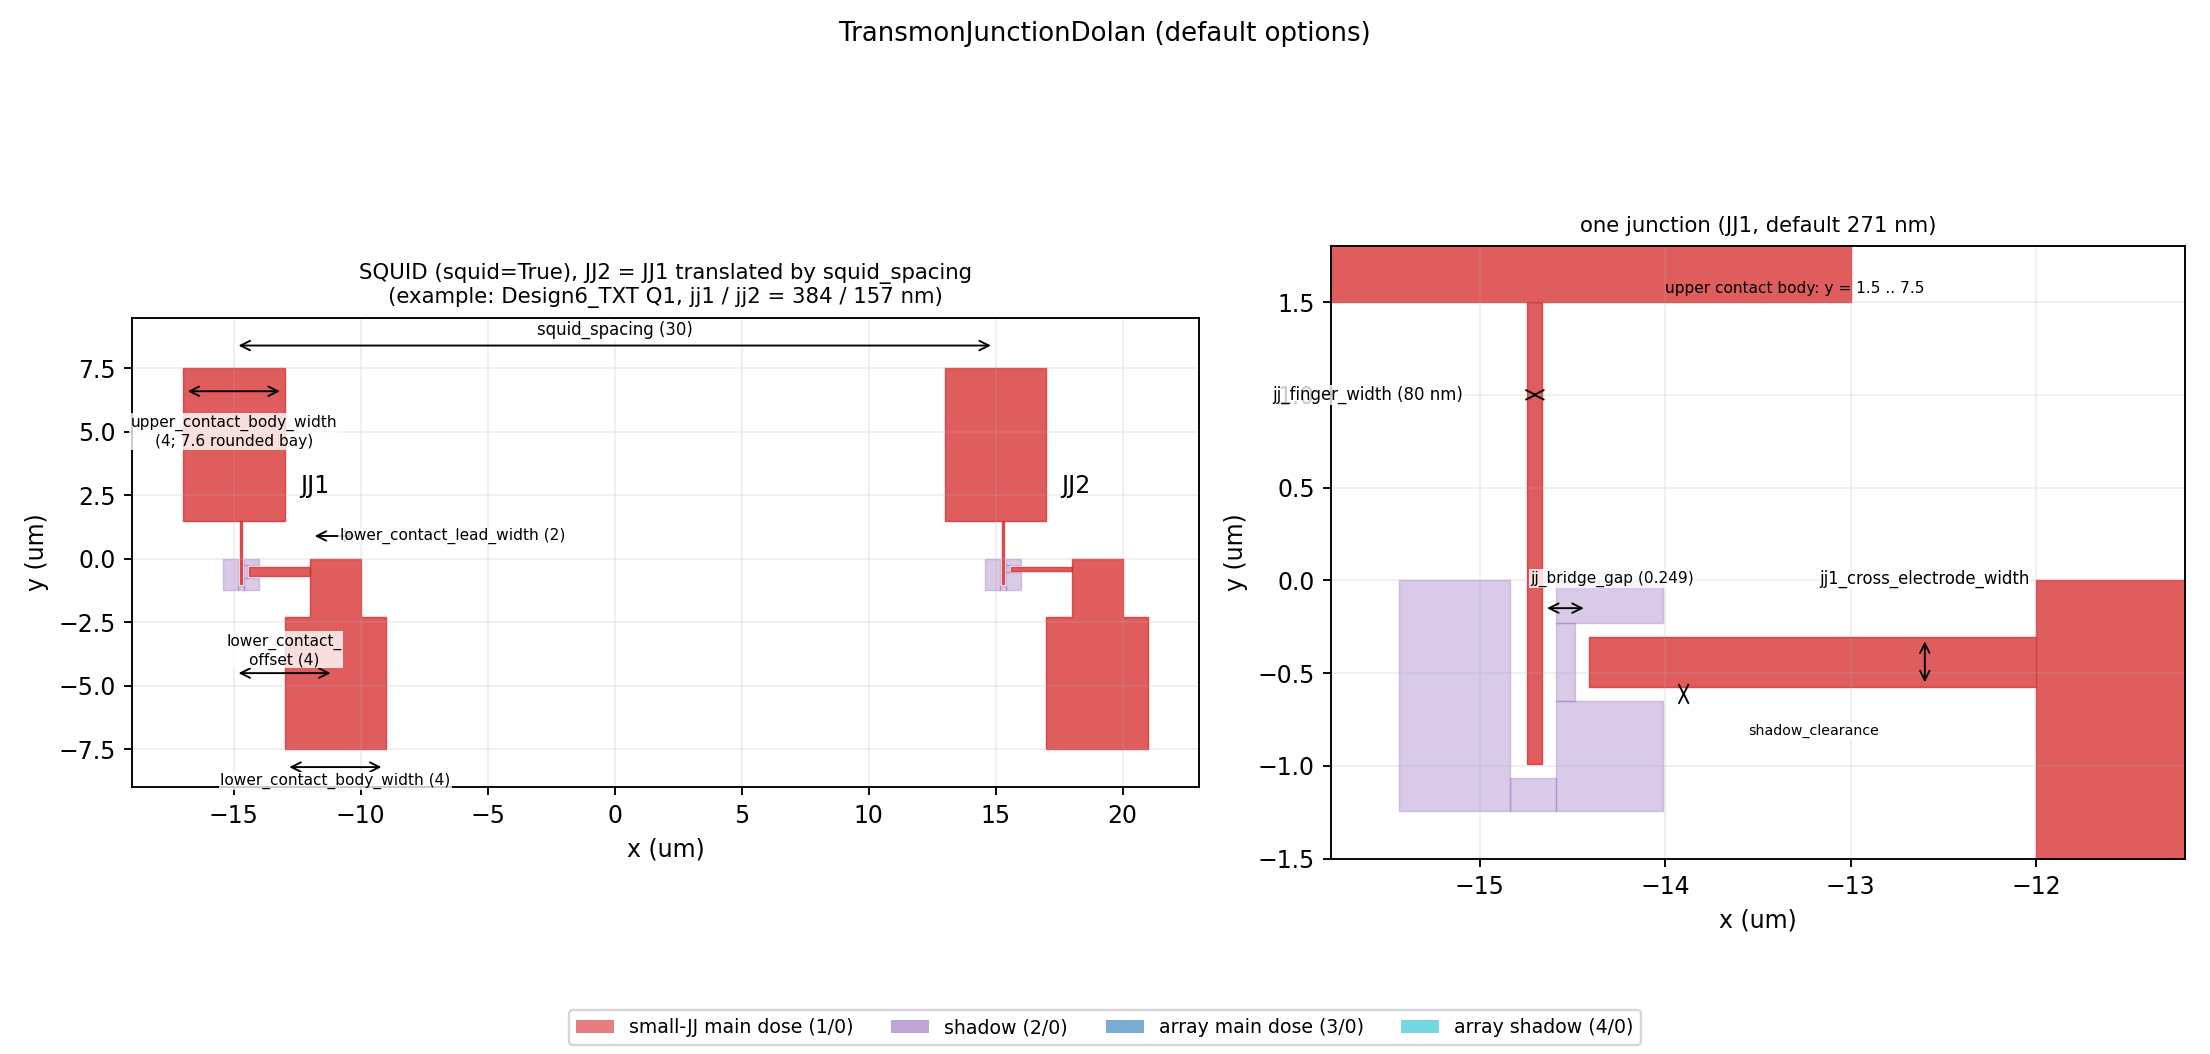 TransmonJunctionDolan (default options)
SQUID (squid=True), JJ2 = JJ1 translated by squid_spacing
(example: Design6_TXT Q1, jj1 / jj2 = 384 / 157 nm)
squid_spacing (30)
upper_contact_body_width
(4; 7.6 rounded bay)
JJ1
JJ2
lower_contact_lead_width (2)
lower_contact_
offset (4)
lower_contact_body_width (4)
7.5
5.0
2.5
0.0
−2.5
−5.0
−7.5
y (um)
−15
−10
−5
0
5
10
15
20
x (um)
one junction (JJ1, default 271 nm)
upper contact body: y = 1.5 .. 7.5
jj_finger_width (80 nm)
jj_bridge_gap (0.249)
jj1_cross_electrode_width
shadow_clearance
1.5
1.0
0.5
0.0
−0.5
−1.0
−1.5
y (um)
−15
−14
−13
−12
x (um)
small-JJ main dose (1/0)
shadow (2/0)
array main dose (3/0)
array shadow (4/0)